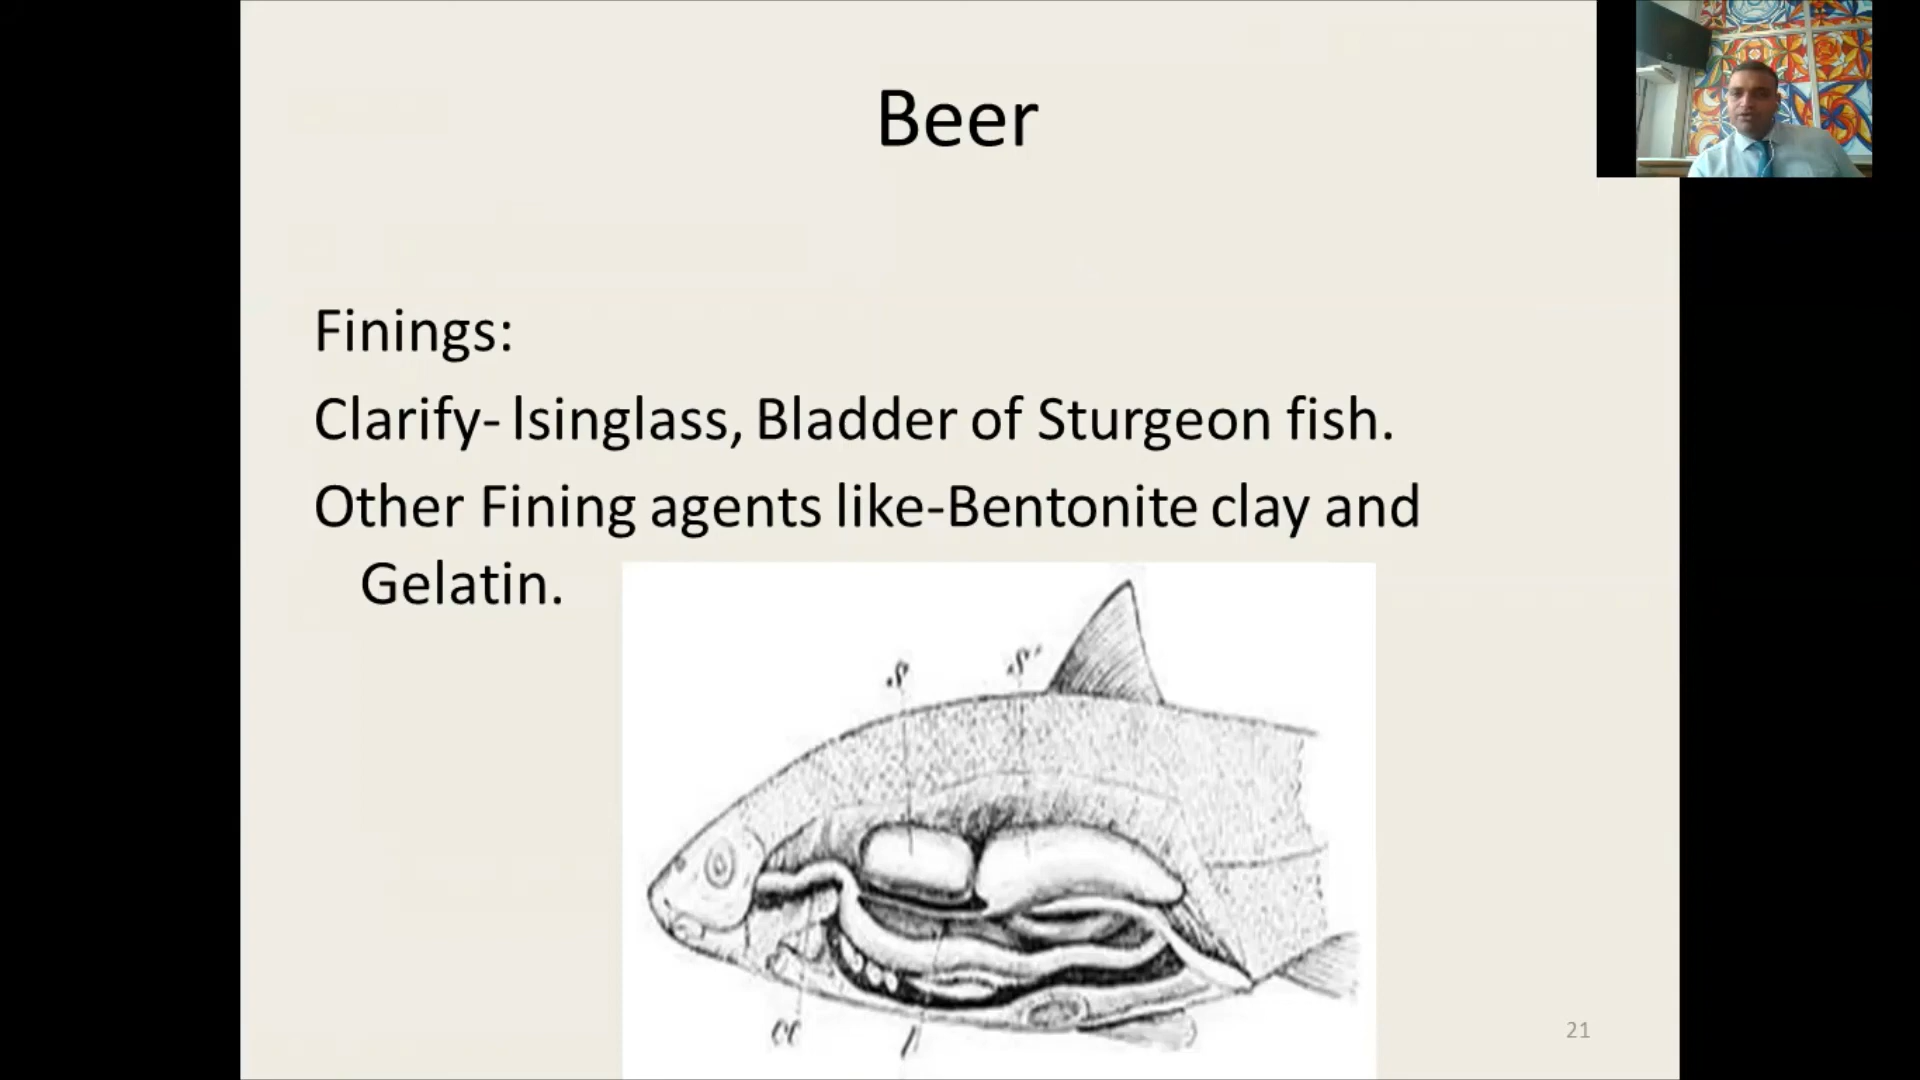 Beer
Finings:
Clarify- Isinglass, Bladder of Sturgeon fish.
Other Fining agents like-Bentonite clay and
Gelatin.
S
S'
21